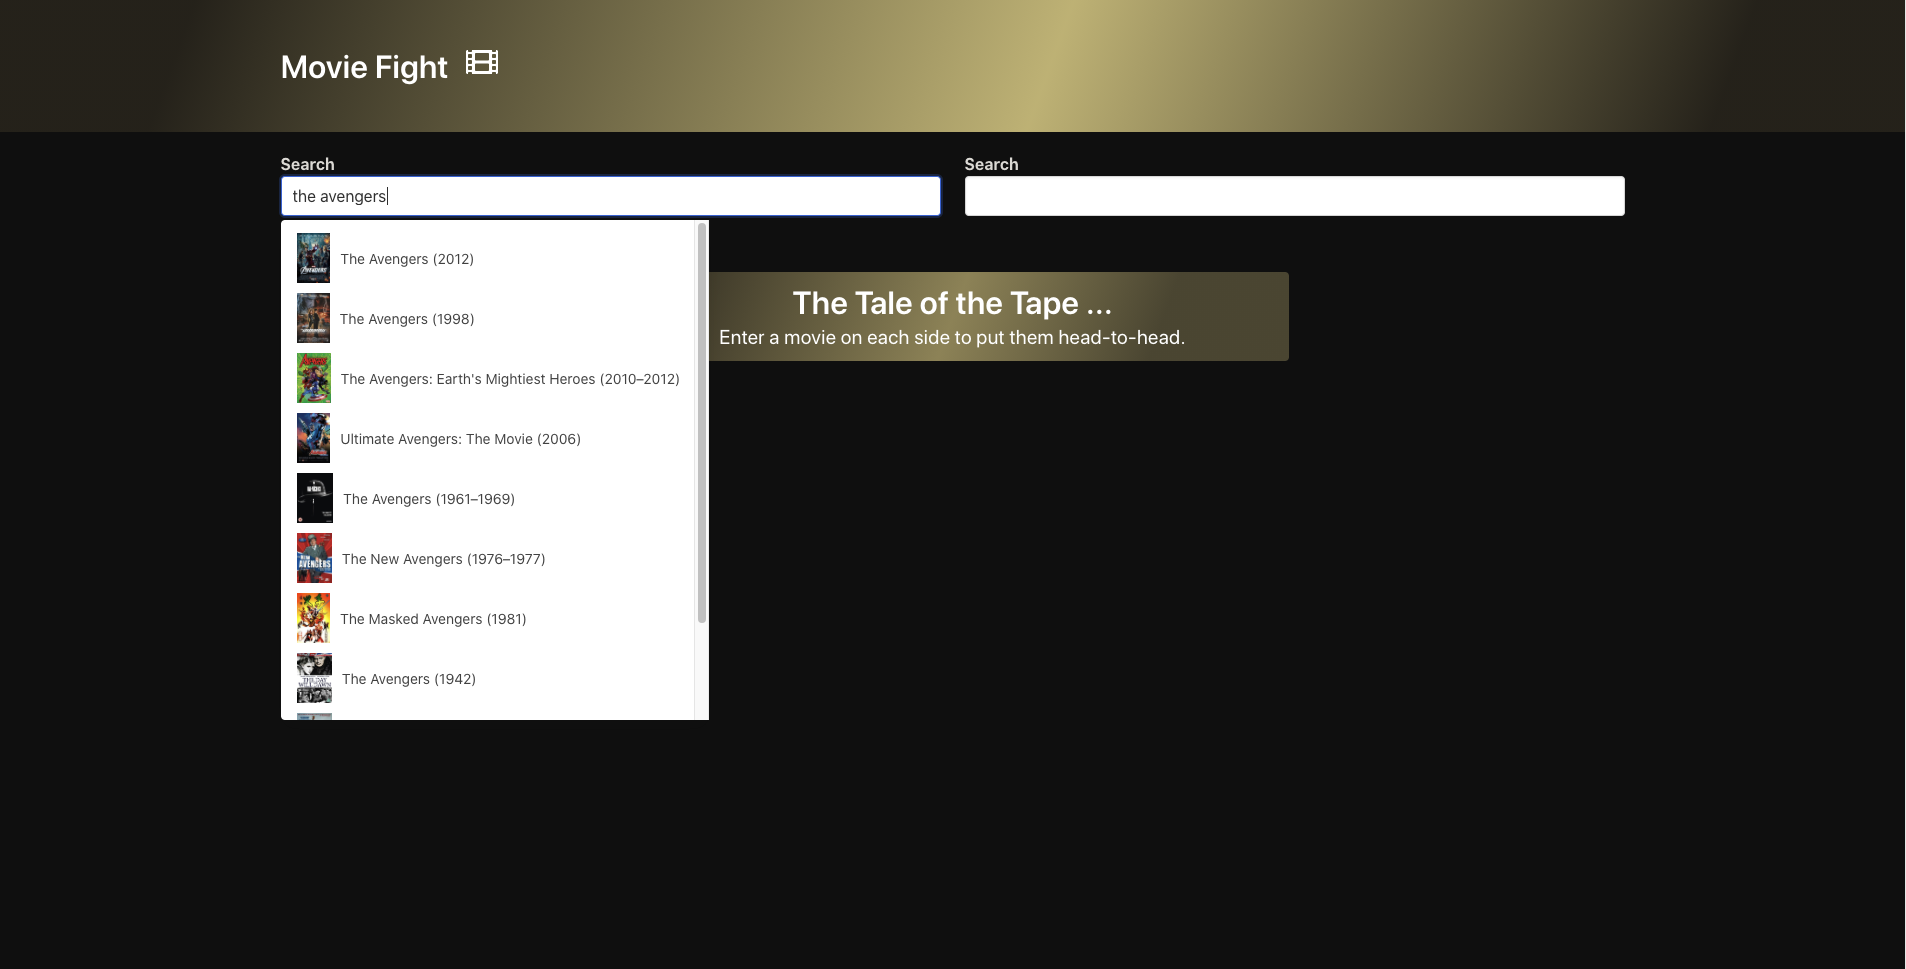 Movie Fight
Search
the avengers
Search
The Avengers (2012)
The Avengers (1998)
The Avengers: Earth's Mightiest Heroes (2010–2012)
Ultimate Avengers: The Movie (2006)
The Avengers (1961–1969)
The New Avengers (1976–1977)
The Masked Avengers (1981)
The Avengers (1942)
The Tale of the Tape ...
Enter a movie on each side to put them head-to-head.